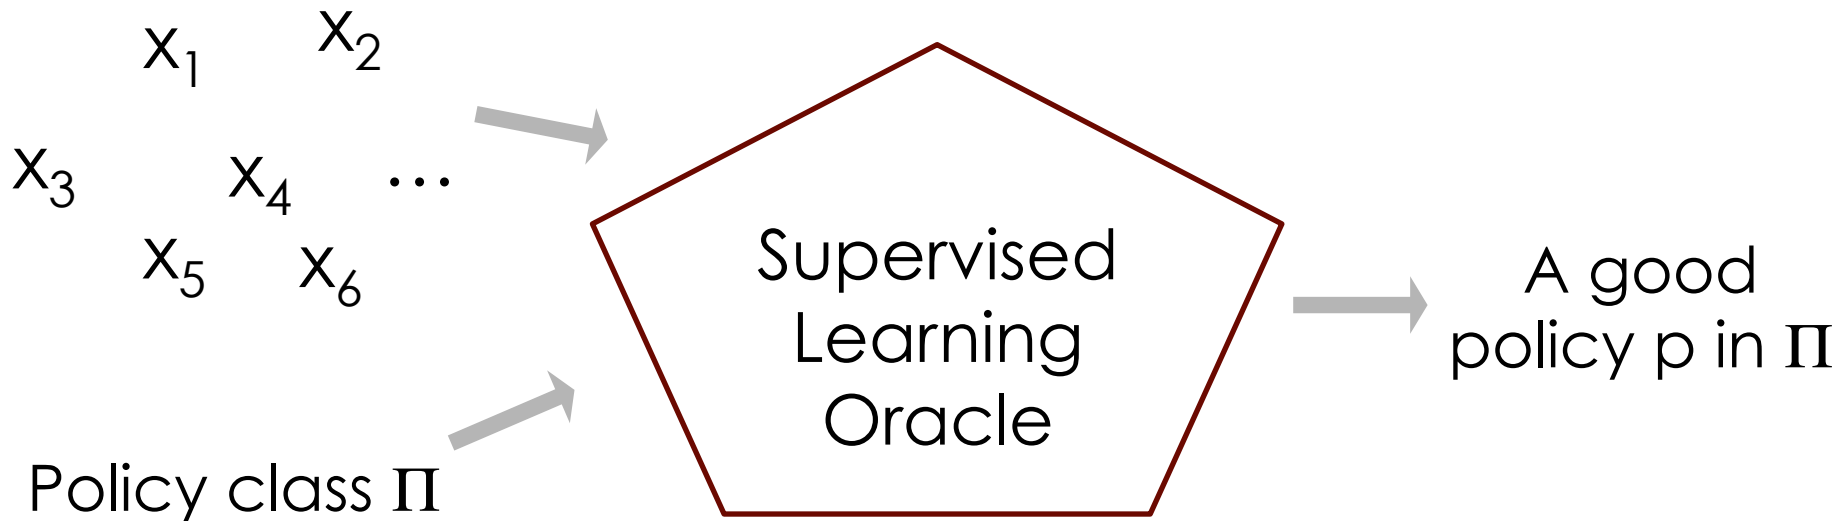 x₁ x₂
x₃ x₄ ...
x₅ x₆
Policy class Π
Supervised
Learning
Oracle
A good
policy p in Π